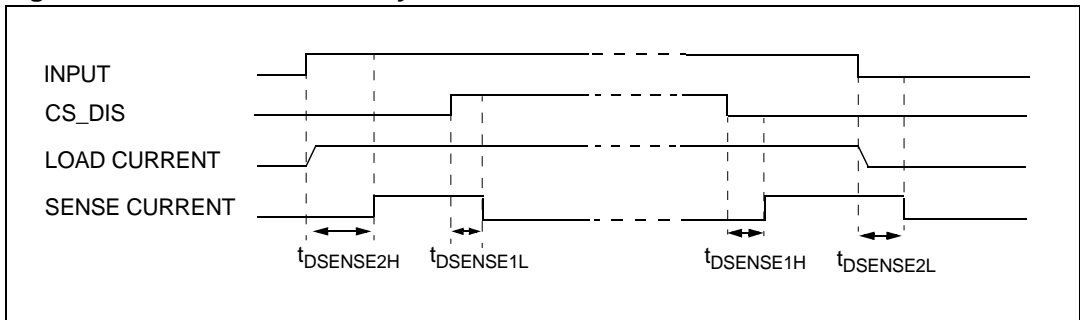 INPUT
CS_DIS
LOAD CURRENT
SENSE CURRENT
tDSENSE2H tDSENSE1L tDSENSE1H tDSENSE2L